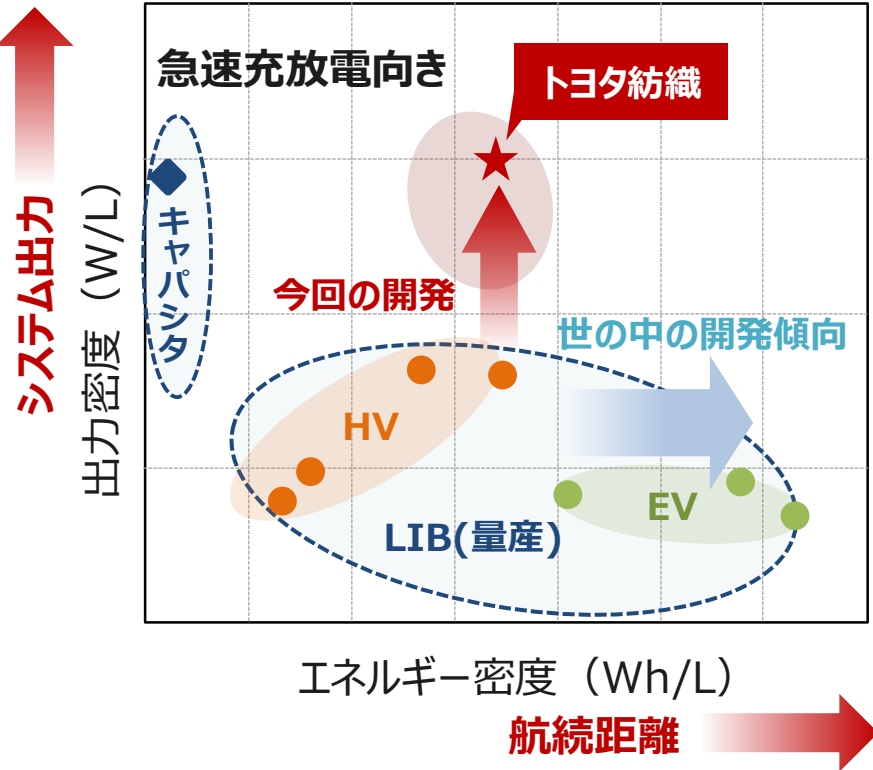 急速充放電向き
トヨタ紡織
システム出力
出力密度（W/L）
キャパシタ
今回の開発
世の中の開発傾向
HV
EV
LIB(量産)
エネルギー密度（Wh/L）
航続距離